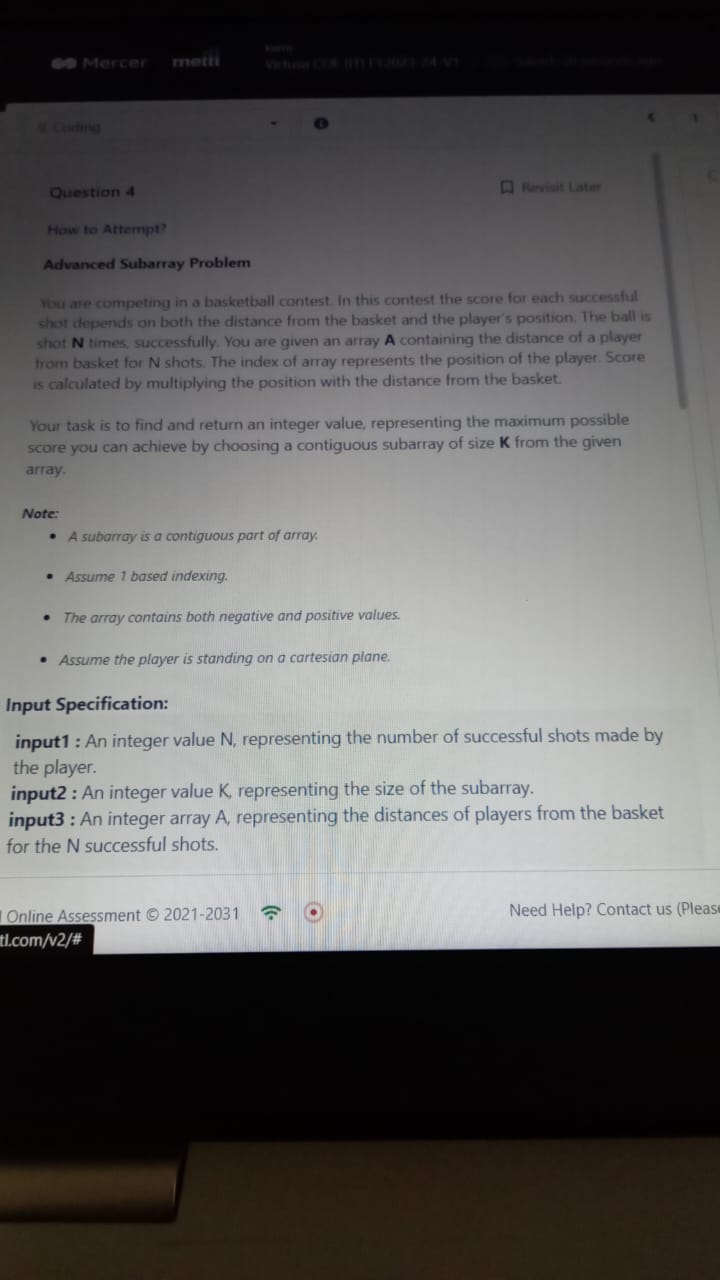 Mercer mettl
Virtusa
Coding
Question 4
Revisit Later
How to Attempt?
Advanced Subarray Problem
You are competing in a basketball contest. In this contest the score for each successful
shot depends on both the distance from the basket and the player's position. The ball is
shot N times, successfully. You are given an array A containing the distance of a player
from basket for N shots. The index of array represents the position of the player. Score
is calculated by multiplying the position with the distance from the basket.
Your task is to find and return an integer value, representing the maximum possible
score you can achieve by choosing a contiguous subarray of size K from the given
array.
Note:
• A subarray is a contiguous part of array.
• Assume 1 based indexing.
• The array contains both negative and positive values.
• Assume the player is standing on a cartesian plane.
Input Specification:
input1 : An integer value N, representing the number of successful shots made by
the player.
input2 : An integer value K, representing the size of the subarray.
input3 : An integer array A, representing the distances of players from the basket
for the N successful shots.
Online Assessment © 2021-2031
Need Help? Contact us (Please
tl.com/v2/#